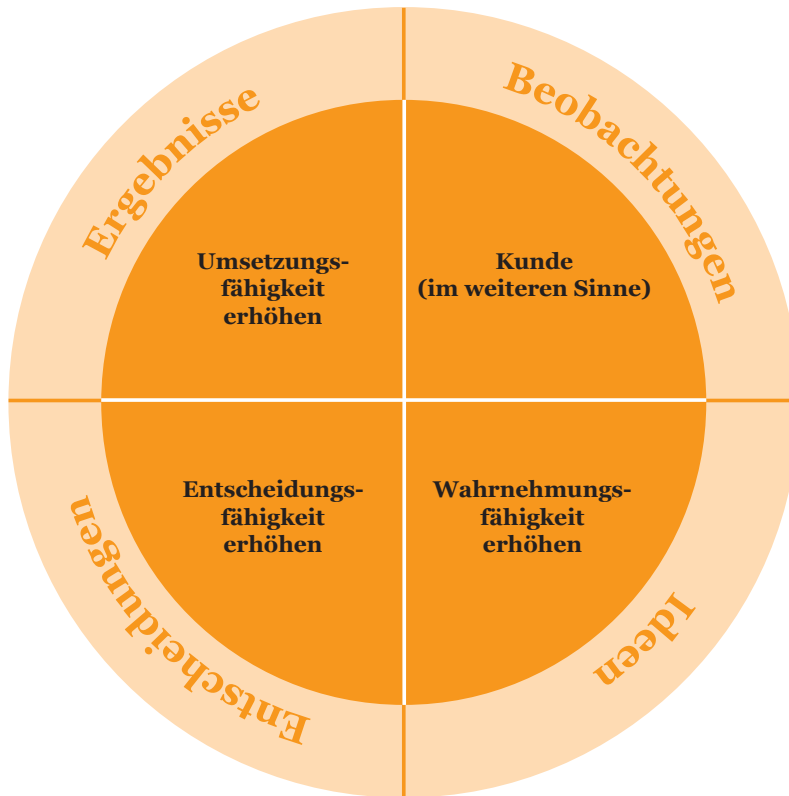 Ergebnisse
Beobachtungen
Umsetzungs-
fähigkeit
erhöhen
Kunde
(im weiteren Sinne)
Entscheidungs-
fähigkeit
erhöhen
Wahrnehmungs-
fähigkeit
erhöhen
Entscheidungen
Ideen